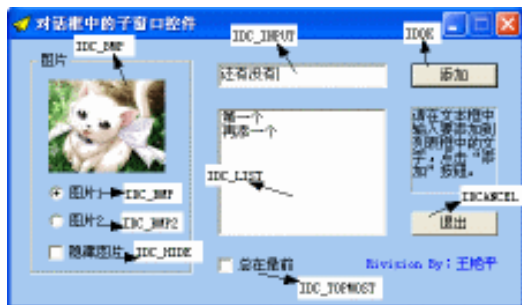 对话框中的子窗口控件
IDC_BMP
IDC_INPUT
IDOK
图片
还有没有
添加
第一个
再添一个
请在文本框中
输入要添加到
列表框中的文
字，点击“添
加”按钮。
IDC_LIST
图片1
IDC_BMP
IDCANCEL
图片2
IDC_BMP2
退出
隐藏图片
IDC_HIDE
总在最前
Rivision By：王艳平
IDC_TOPMOST